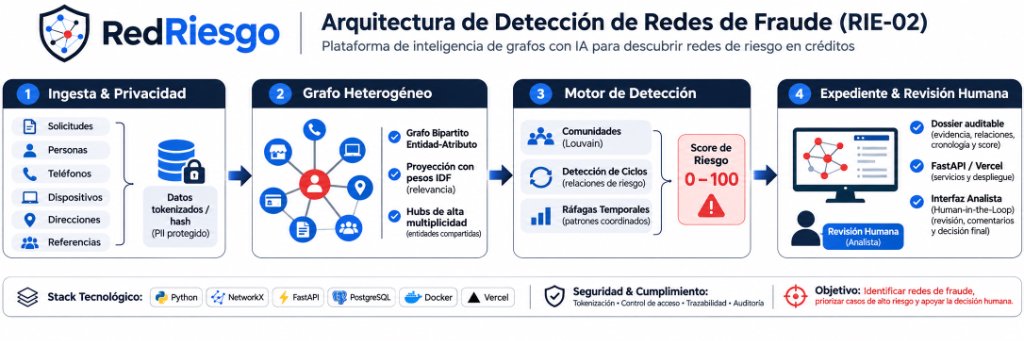 RedRiesgo
Arquitectura de Detección de Redes de Fraude (RIE-02)
Plataforma de inteligencia de grafos con IA para descubrir redes de riesgo en créditos
1 Ingesta & Privacidad
Solicitudes
Personas
Teléfonos
Dispositivos
Direcciones
Referencias
Datos
tokenizados /
hash
(PII protegido)
2 Grafo Heterogéneo
Grafo Bipartito
Entidad-Atributo
Proyección con
pesos IDF
(relevancia)
Hubs de alta
multiplicidad
(entidades compartidas)
3 Motor de Detección
Comunidades
(Louvain)
Detección de Ciclos
(relaciones de riesgo)
Ráfagas Temporales
(patrones coordinados)
Score de
Riesgo
0 – 100
4 Expediente & Revisión Humana
Revisión Humana
(Analista)
Dossier auditable
(evidencia, relaciones,
cronología y score)
FastAPI / Vercel
(servicios y despliegue)
Interfaz Analista
(Human-in-the-Loop)
(revisión, comentarios
y decisión final)
Stack Tecnológico:
Python
NetworkX
FastAPI
PostgreSQL
Docker
Vercel
Seguridad & Cumplimiento:
Tokenización • Control de acceso • Trazabilidad • Auditoría
Objetivo: Identificar redes de fraude,
priorizar casos de alto riesgo y apoyar la decisión humana.